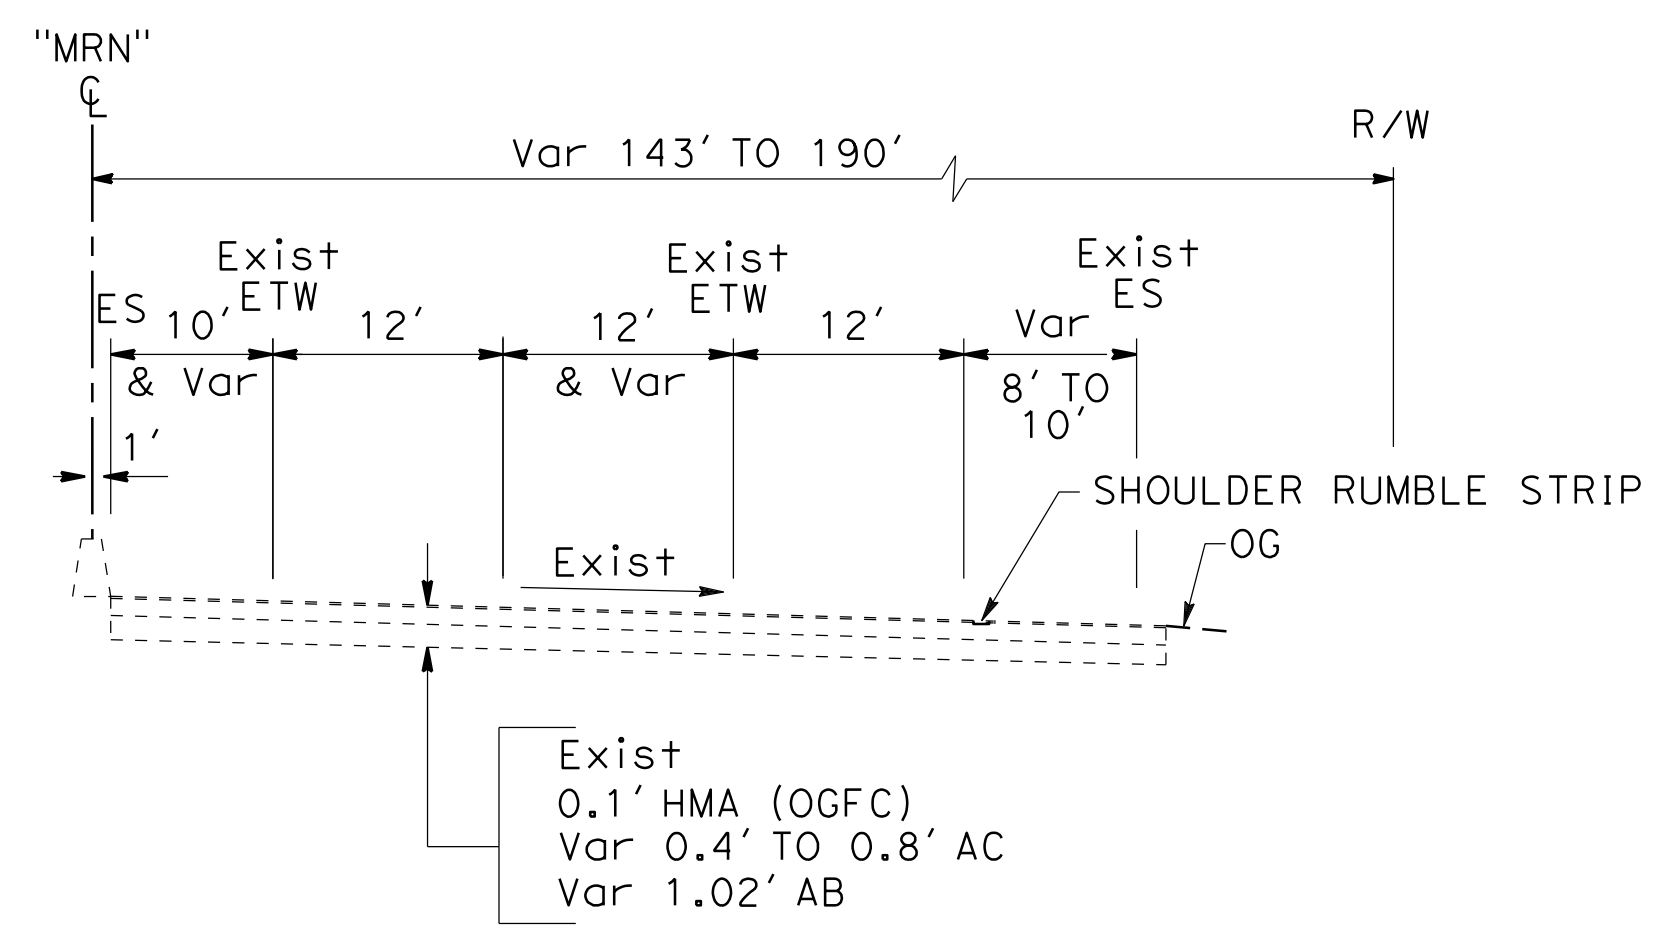 "MRN"
℄
R/W
Var 143' TO 190'
Exist
ETW
Exist
ETW
Exist
ES
ES
10'
& Var
12'
12'
& Var
12'
Var
8' TO
10'
1'
SHOULDER RUMBLE STRIP
OG
Exist
Exist
0.1' HMA (OGFC)
Var 0.4' TO 0.8' AC
Var 1.02' AB